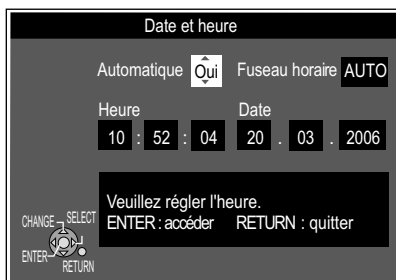 Date et heure
Automatique Oui Fuseau horaire AUTO
Heure Date
10 : 52 : 04 20 . 03 . 2006
Veuillez régler l'heure.
ENTER : accéder RETURN : quitter
CHANGE SELECT
ENTER
RETURN